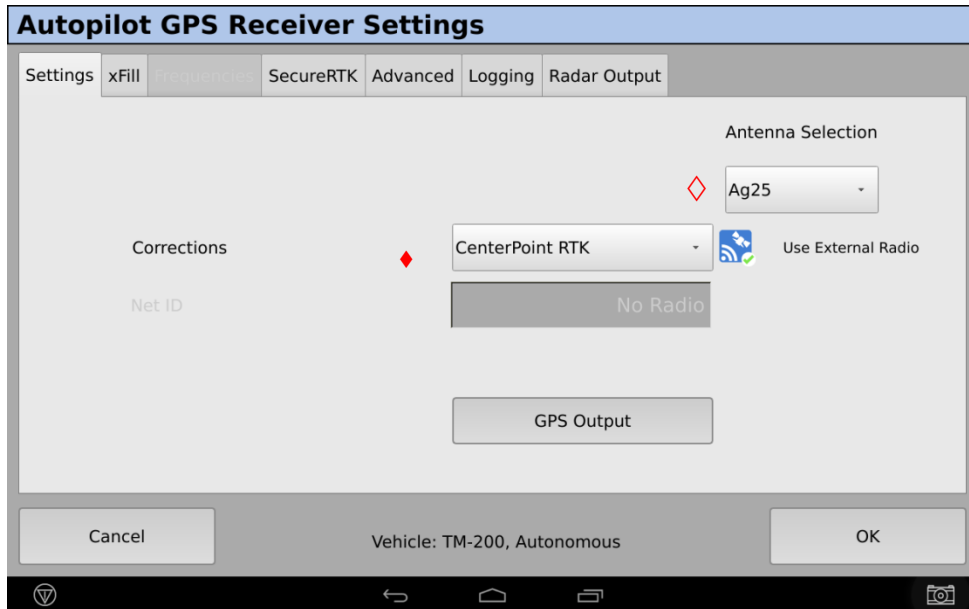 Autopilot GPS Receiver Settings
Settings xFill Frequencies SecureRTK Advanced Logging Radar Output
Antenna Selection
Ag25
Corrections CenterPoint RTK Use External Radio
Net ID No Radio
GPS Output
Cancel Vehicle: TM-200, Autonomous OK